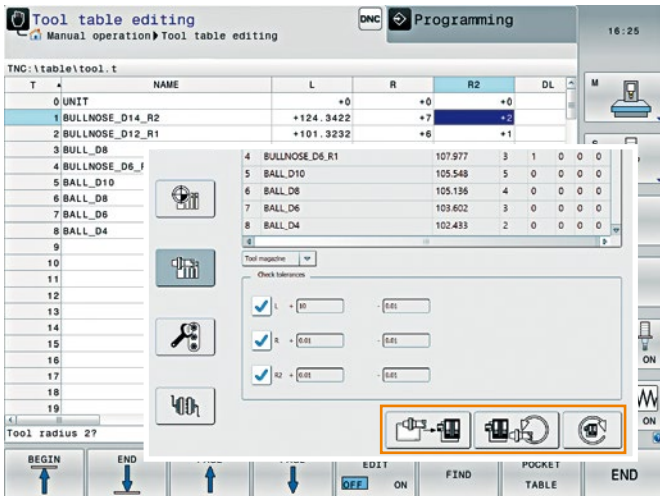 Tool table editing
DNC
Programming
Manual operation Tool table editing
16:25
TNC:\table\tool.t
T NAME L R R2 DL
M
0 UNIT +0 +0 +0
1 BULLNOSE_D14_R2 +124.3422 +7 +2
2 BULLNOSE_D12_R1 +101.3232 +6 +1
3 BULL_D8
4 BULLNOSE_D6_
5 BALL_D10
6 BALL_D8
7 BALL_D6
8 BALL_D4
9
10
11
12
13
14
15
16
17
18
19
4 BULLNOSE_D6_R1 107.977 3 1 0 0 0
5 BALL_D10 105.548 5 0 0 0 0
6 BALL_D8 105.136 4 0 0 0 0
7 BALL_D6 103.602 3 0 0 0 0
8 BALL_D4 102.433 2 0 0 0 0
Tool magazine
Check tolerances
L + 10 - 0.01
R + 0.01 - 0.01
R2 + 0.01 - 0.01
ON
ON
Tool radius 2?
BEGIN
END
EDIT
OFF ON
FIND
POCKET
TABLE
END